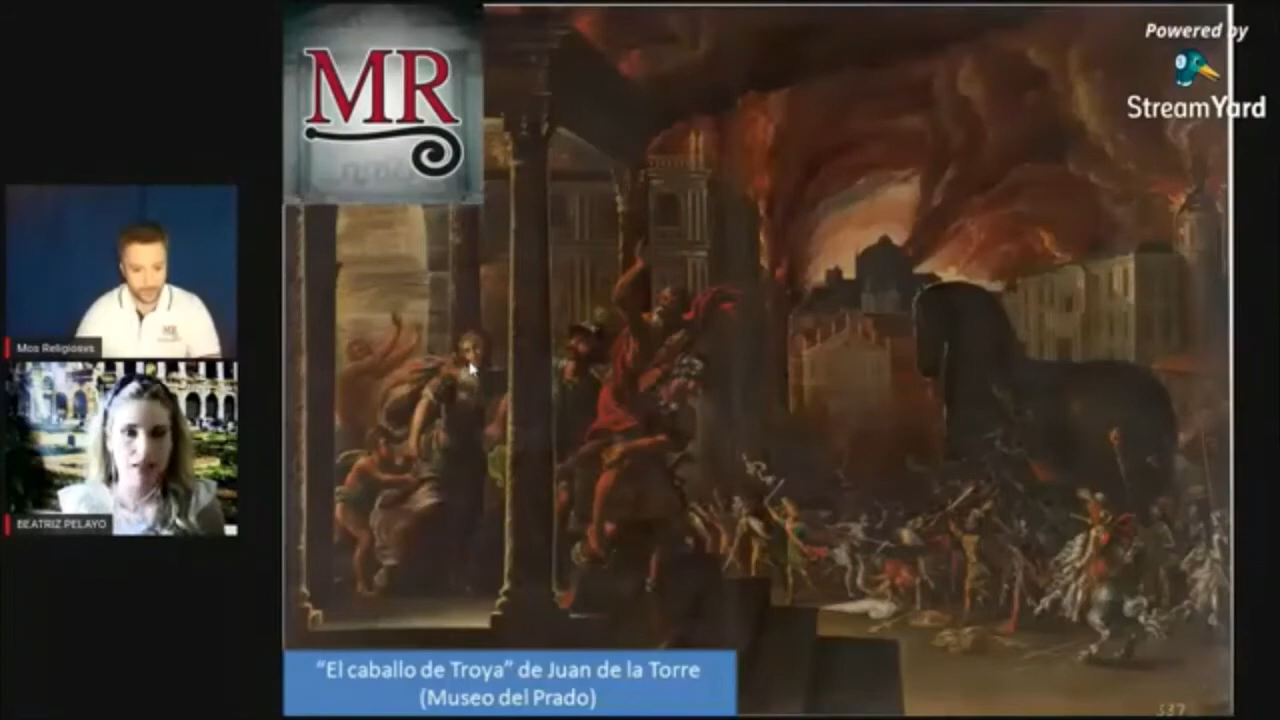 MR
Powered by
StreamYard
Mos Religiosvs
MR
BEATRIZ PELAYO
“El caballo de Troya” de Juan de la Torre
(Museo del Prado)
537